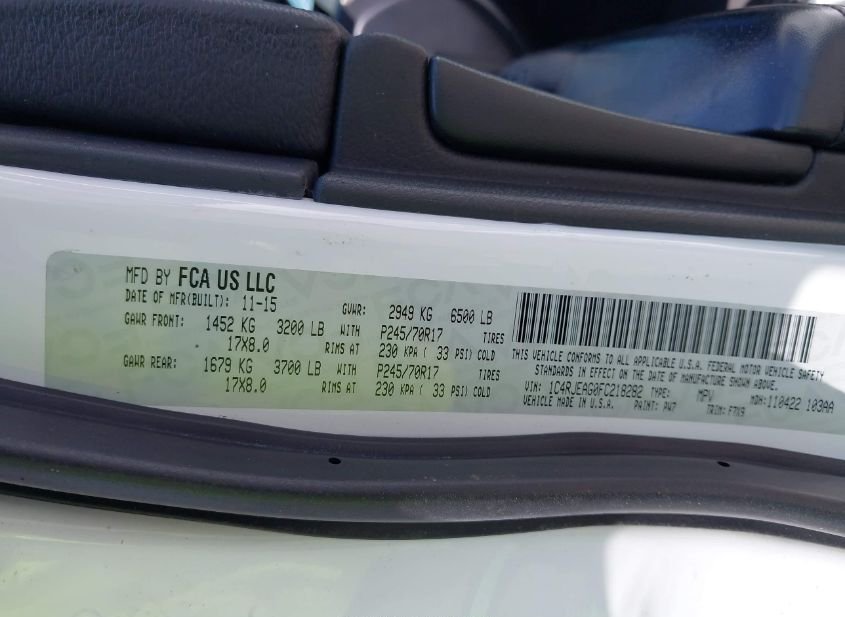 MFD BY FCA US LLC
DATE OF MFR(BUILT): 11-15 GVWR: 2949 KG 6500 LB
GAWR FRONT: 1452 KG 3200 LB WITH P245/70R17 TIRES
17X8.0 RIMS AT 230 KPA ( 33 PSI) COLD
GAWR REAR: 1679 KG 3700 LB WITH P245/70R17 TIRES
17X8.0 RIMS AT 230 KPA ( 33 PSI) COLD
THIS VEHICLE CONFORMS TO ALL APPLICABLE U.S.A. FEDERAL MOTOR VEHICLE SAFETY
STANDARDS IN EFFECT ON THE DATE OF MANUFACTURE SHOWN ABOVE.
VIN: 1C4RJEAG0FC218282 TYPE: MPV MDH: 110422 103AA
VEHICLE MADE IN U.S.A. PAINT: PW7 TRIM: F7X9